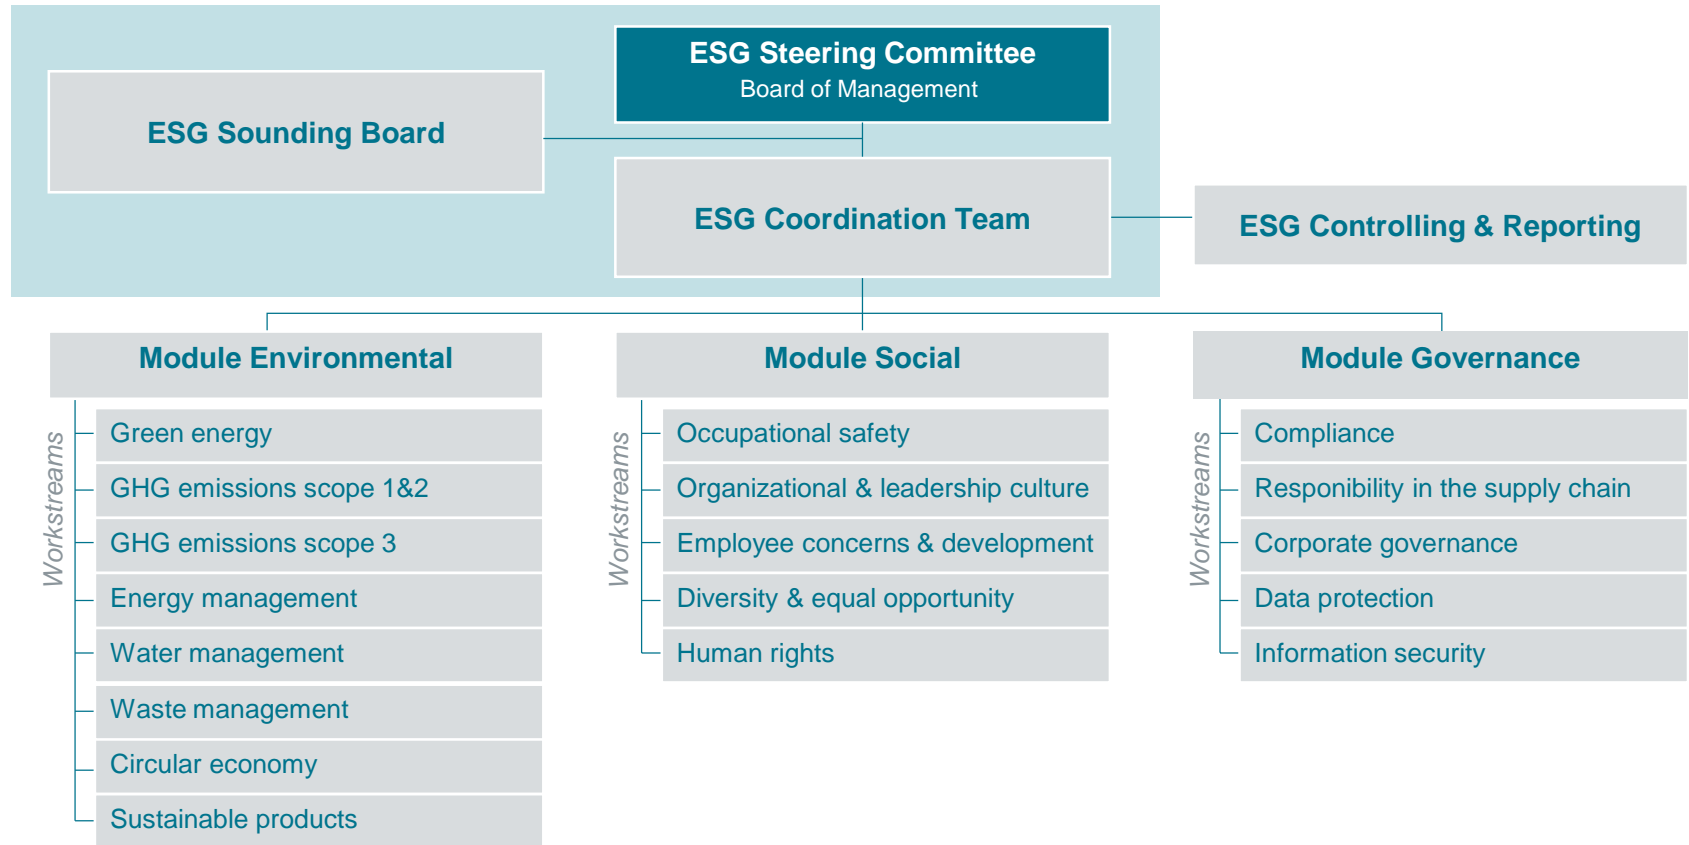 ESG Steering Committee
Board of Management
ESG Sounding Board
ESG Coordination Team
ESG Controlling & Reporting
Module Environmental
Workstreams
Green energy
GHG emissions scope 1&2
GHG emissions scope 3
Energy management
Water management
Waste management
Circular economy
Sustainable products
Module Social
Workstreams
Occupational safety
Organizational & leadership culture
Employee concerns & development
Diversity & equal opportunity
Human rights
Module Governance
Workstreams
Compliance
Responibility in the supply chain
Corporate governance
Data protection
Information security